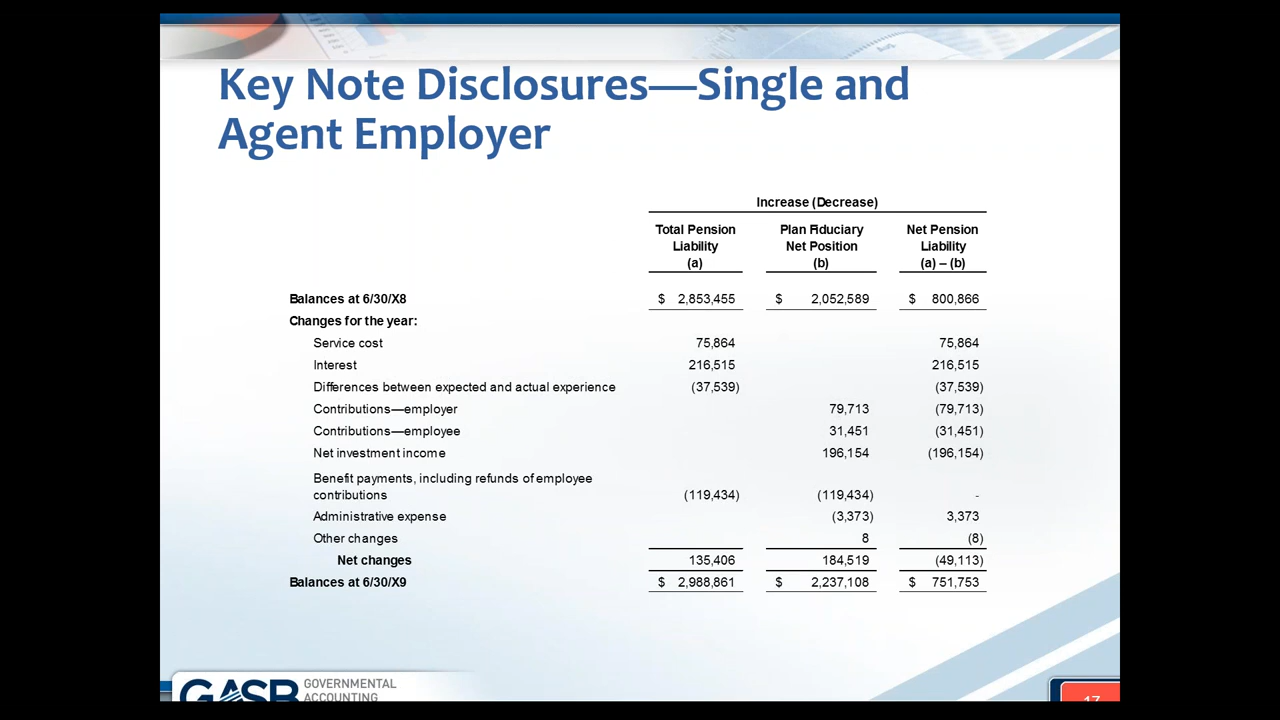 Key Note Disclosures—Single and
Agent Employer
Increase (Decrease)
Total Pension Plan Fiduciary Net Pension
Liability Net Position Liability
(a) (b) (a) – (b)
Balances at 6/30/X8 $ 2,853,455 $ 2,052,589 $ 800,866
Changes for the year:
Service cost 75,864 75,864
Interest 216,515 216,515
Differences between expected and actual experience (37,539) (37,539)
Contributions—employer 79,713 (79,713)
Contributions—employee 31,451 (31,451)
Net investment income 196,154 (196,154)
Benefit payments, including refunds of employee
contributions (119,434) (119,434) -
Administrative expense (3,373) 3,373
Other changes 8 (8)
Net changes 135,406 184,519 (49,113)
Balances at 6/30/X9 $ 2,988,861 $ 2,237,108 $ 751,753
GASB GOVERNMENTAL
ACCOUNTING
17